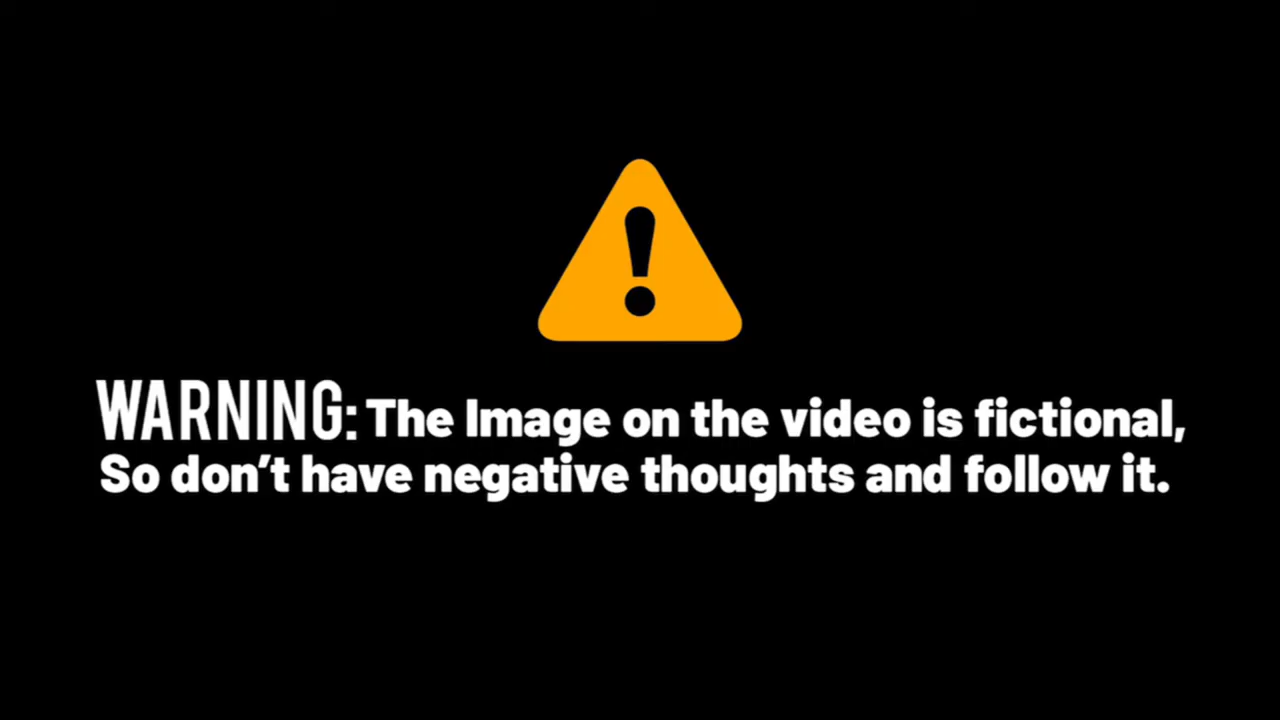 WARNING: The Image on the video is fictional,
So don’t have negative thoughts and follow it.